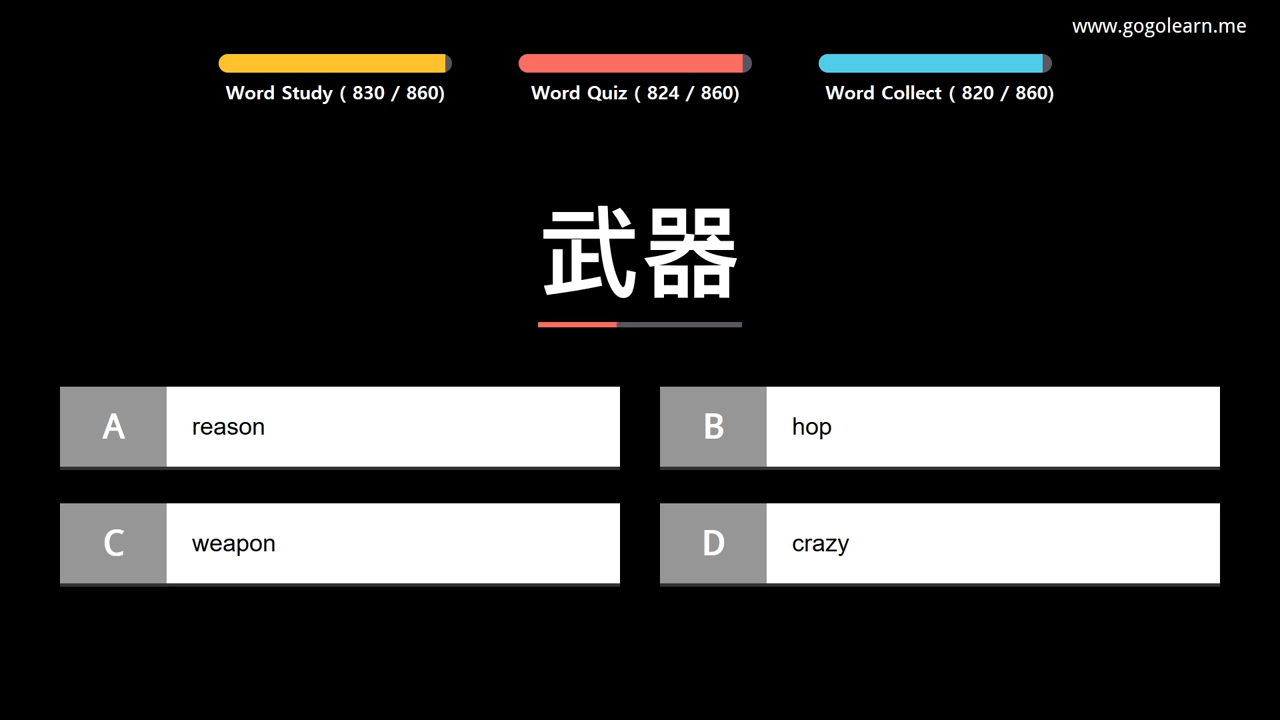 www.gogolearn.me
Word Study ( 830 / 860)
Word Quiz ( 824 / 860)
Word Collect ( 820 / 860)
武器
A reason
B hop
C weapon
D crazy